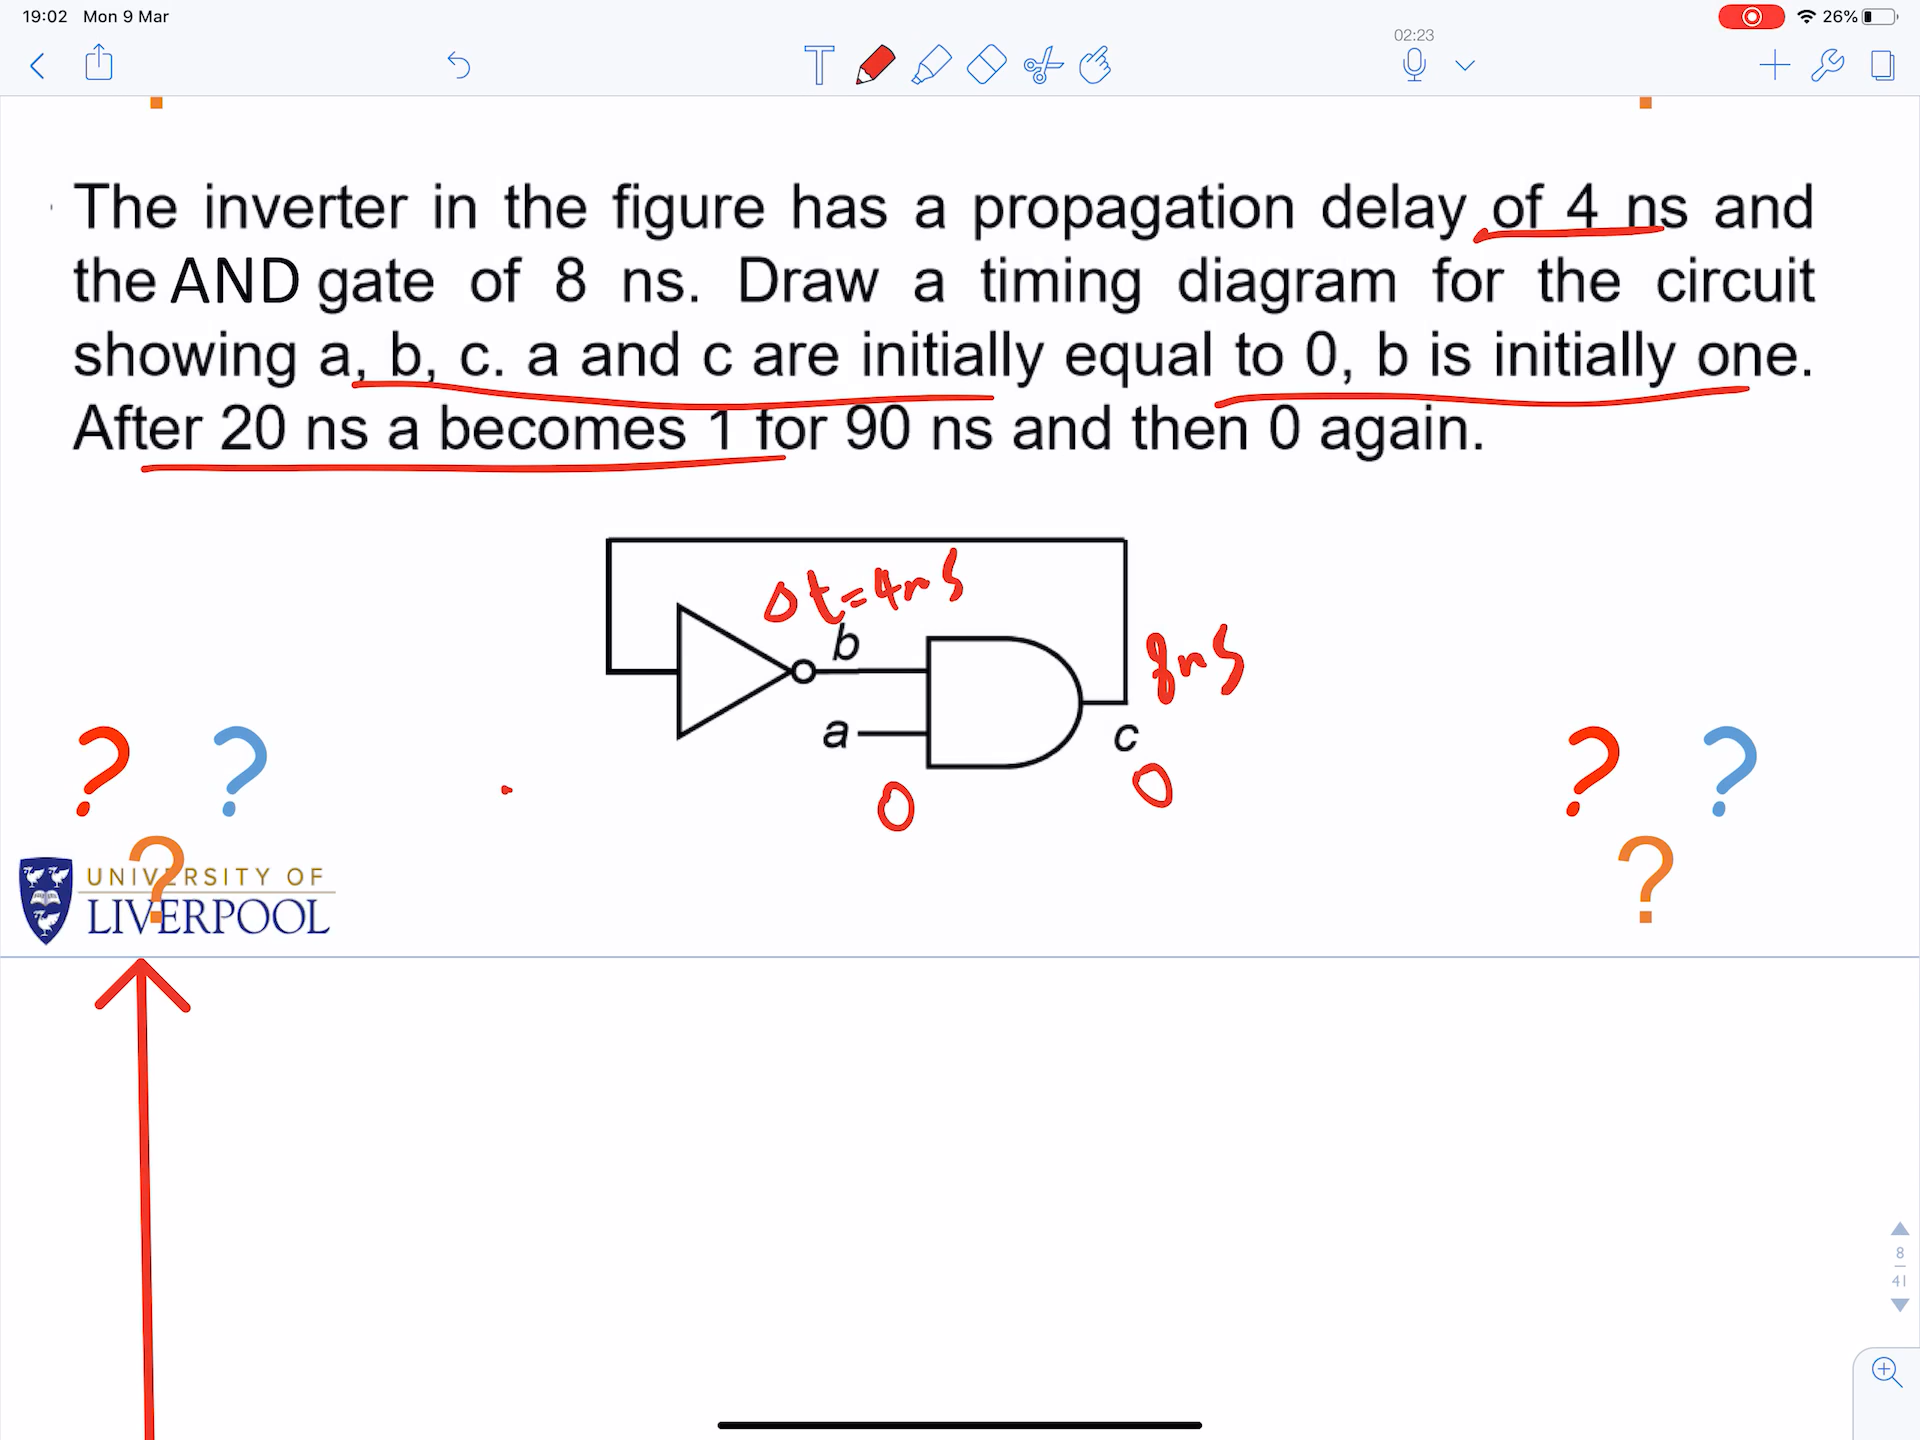 19:02 Mon 9 Mar
26%
02:23
The inverter in the figure has a propagation delay of 4 ns and
the AND gate of 8 ns. Draw a timing diagram for the circuit
showing a, b, c. a and c are initially equal to 0, b is initially one.
After 20 ns a becomes 1 for 90 ns and then 0 again.
Δt=4ns
b
8ns
a
c
0
0
? ?
?
? ?
?
UNIVERSITY OF
LIVERPOOL
8
41